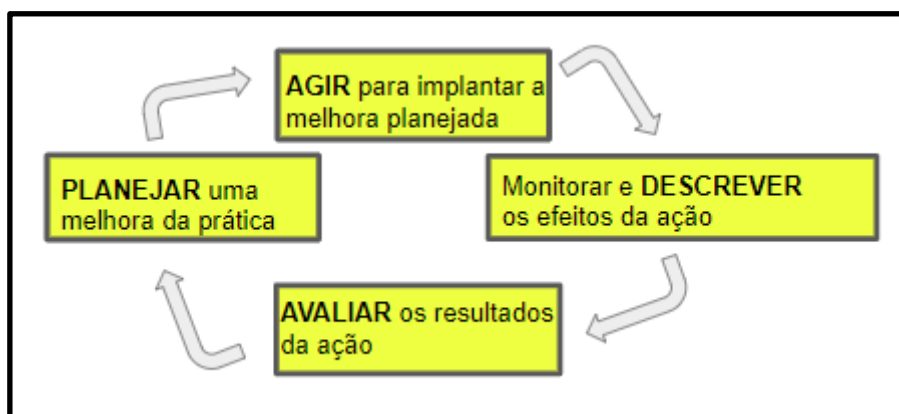 AGIR para implantar a
melhora planejada
Monitorar e DESCREVER
os efeitos da ação
AVALIAR os resultados
da ação
PLANEJAR uma
melhora da prática